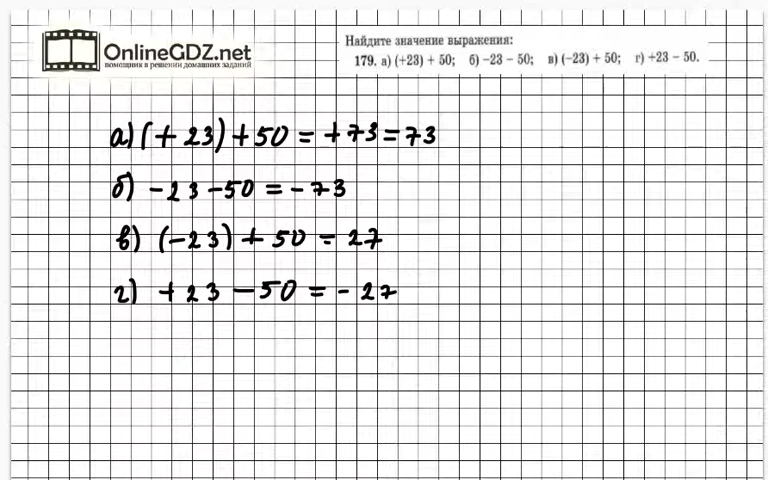 OnlineGDZ.net
помощник в решении домашних заданий
Найдите значение выражения:
179. а) (+23) + 50; б) −23 − 50; в) (−23) + 50; г) +23 − 50.
а) (+ 23) + 50 = + 73 = 73
б) − 23 − 50 = − 73
в) (− 23) + 50 = 27
г) + 23 − 50 = − 27